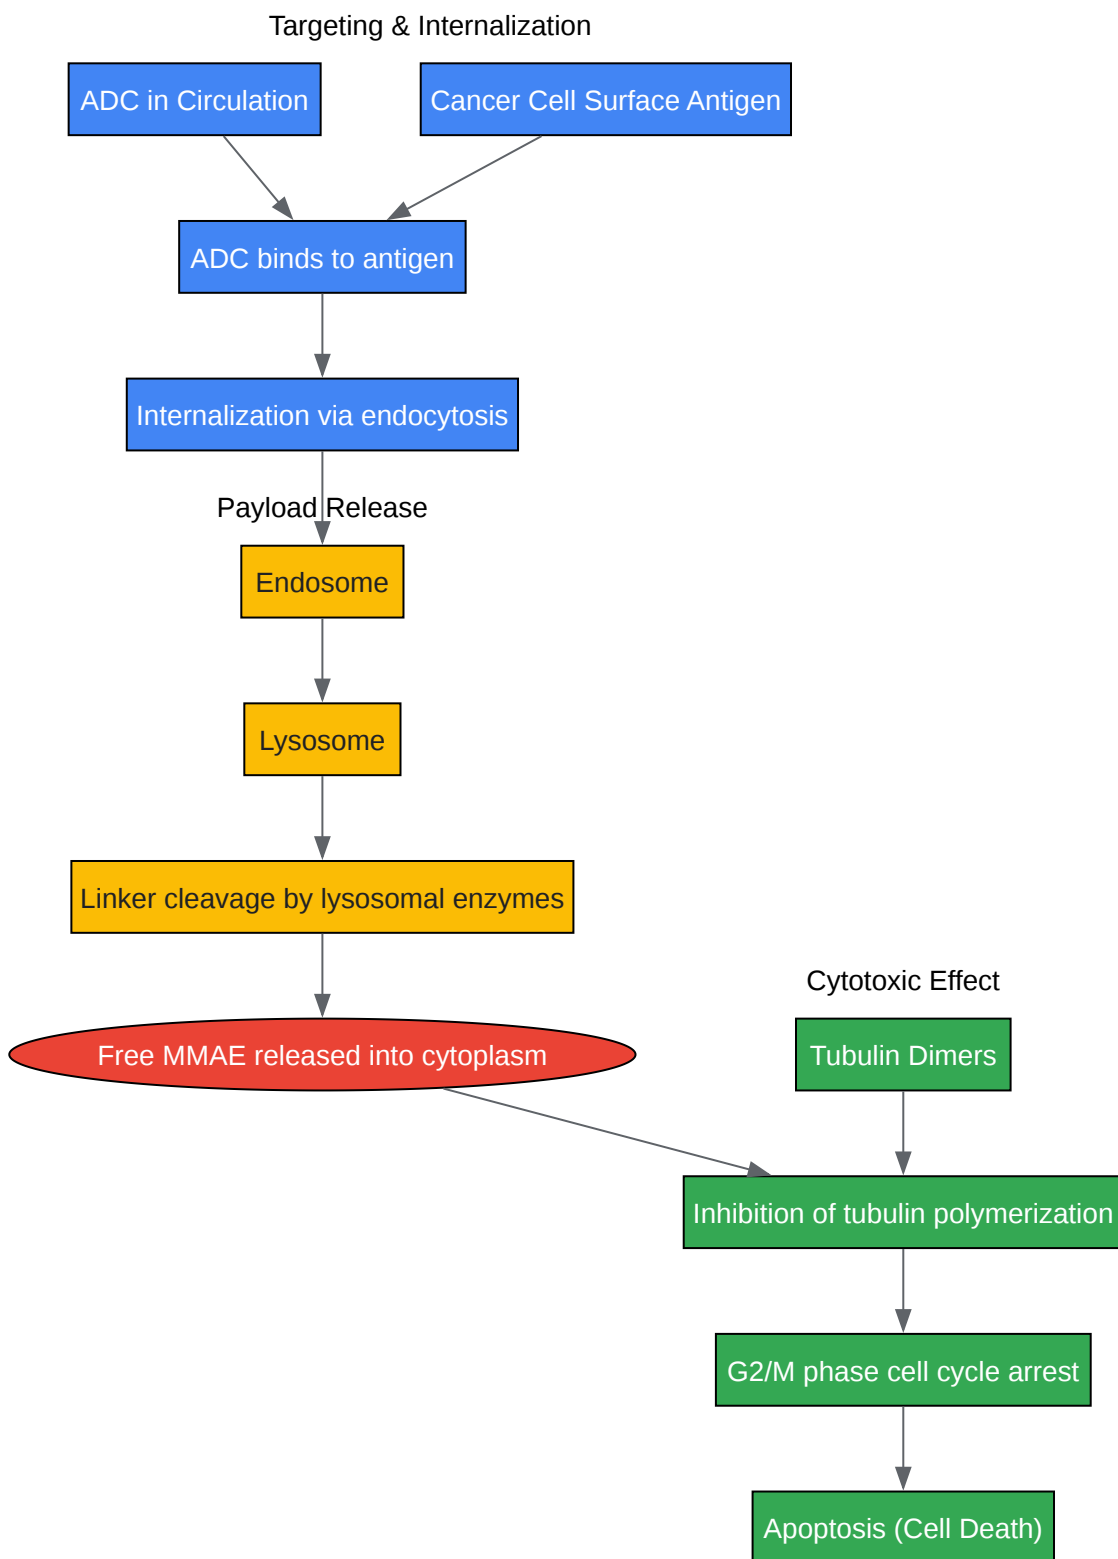 Targeting & Internalization
ADC in Circulation
Cancer Cell Surface Antigen
ADC binds to antigen
Internalization via endocytosis
Payload Release
Endosome
Lysosome
Linker cleavage by lysosomal enzymes
Free MMAE released into cytoplasm
Cytotoxic Effect
Tubulin Dimers
Inhibition of tubulin polymerization
G2/M phase cell cycle arrest
Apoptosis (Cell Death)